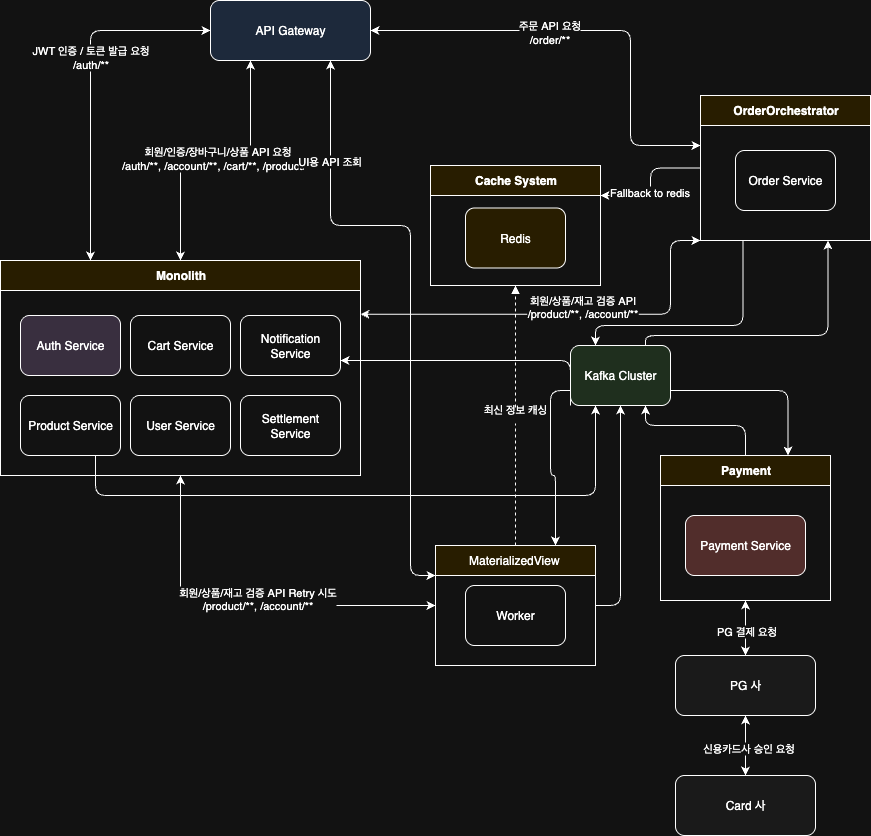 API Gateway
주문 API 요청
/order/**
JWT 인증 / 토큰 발급 요청
/auth/**
OrderOrchestrator
회원/인증/장바구니/상품 API 요청
/auth/**, /account/**, /cart/**, /produc
UI용 API 조회
Cache System
Order Service
Fallback to redis
Redis
Monolith
회원/상품/재고 검증 API
/product/**, /account/**
Auth Service
Cart Service
Notification
Service
Kafka Cluster
최신 정보 캐싱
Product Service
User Service
Settlement
Service
Payment
Payment Service
MaterializedView
Worker
회원/상품/재고 검증 API Retry 시도
/product/**, /account/**
PG 결제 요청
PG 사
신용카드사 승인 요청
Card 사